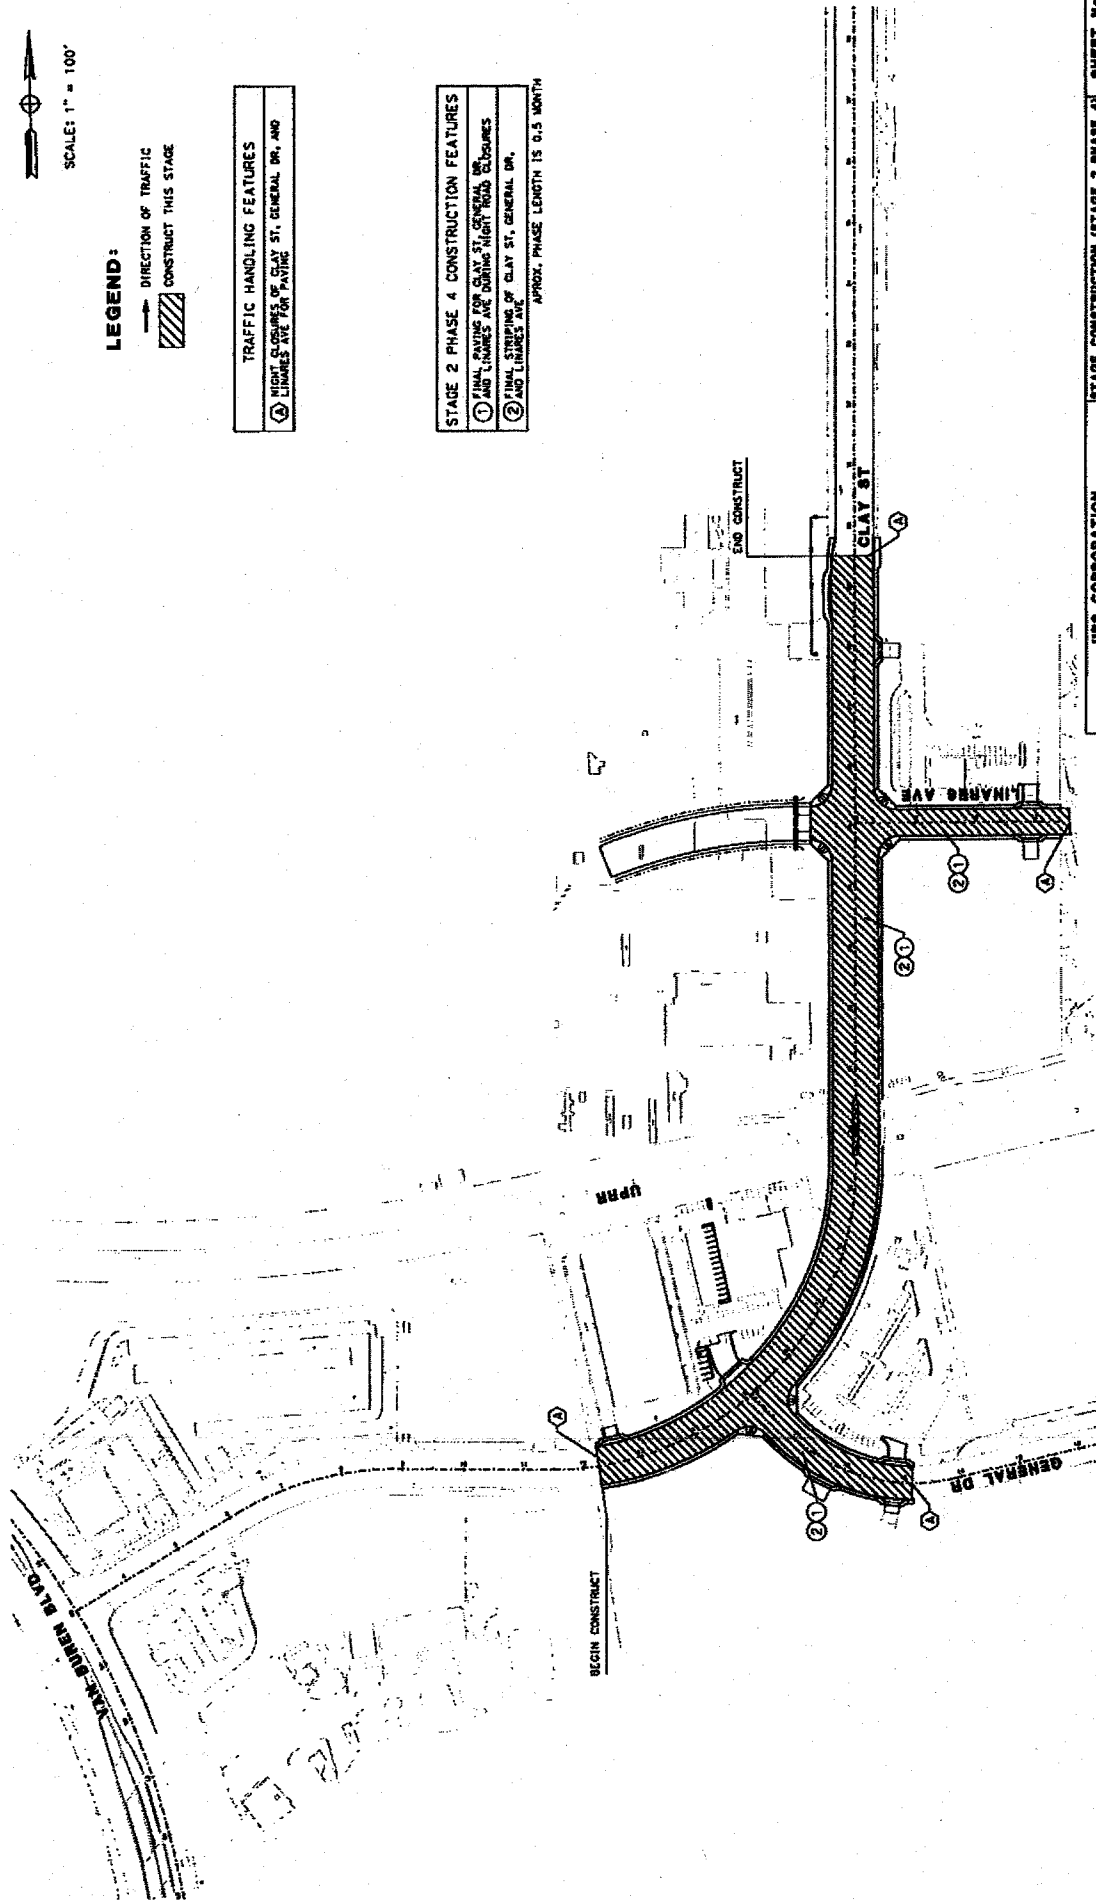 SCALE: 1" = 100'
LEGEND:
DIRECTION OF TRAFFIC
CONSTRUCT THIS STAGE
TRAFFIC HANDLING FEATURES
A NIGHT CLOSURES OF CLAY ST, GENERAL DR, AND
LINARES AVE FOR PAVING
STAGE 2 PHASE 4 CONSTRUCTION FEATURES
1 FINAL PAVING FOR CLAY ST, GENERAL DR,
AND LINARES AVE DURING NIGHT ROAD CLOSURES
2 FINAL STRIPING OF CLAY ST, GENERAL DR,
AND LINARES AVE
APROX. PHASE LENGTH IS 0.5 MONTH
END CONSTRUCT
CLAY ST
A
LINARES AVE
2 1
A
2 1
UPRR
A
2 1
A
GENERAL DR
BEGIN CONSTRUCT
VAN BUREN BLVD